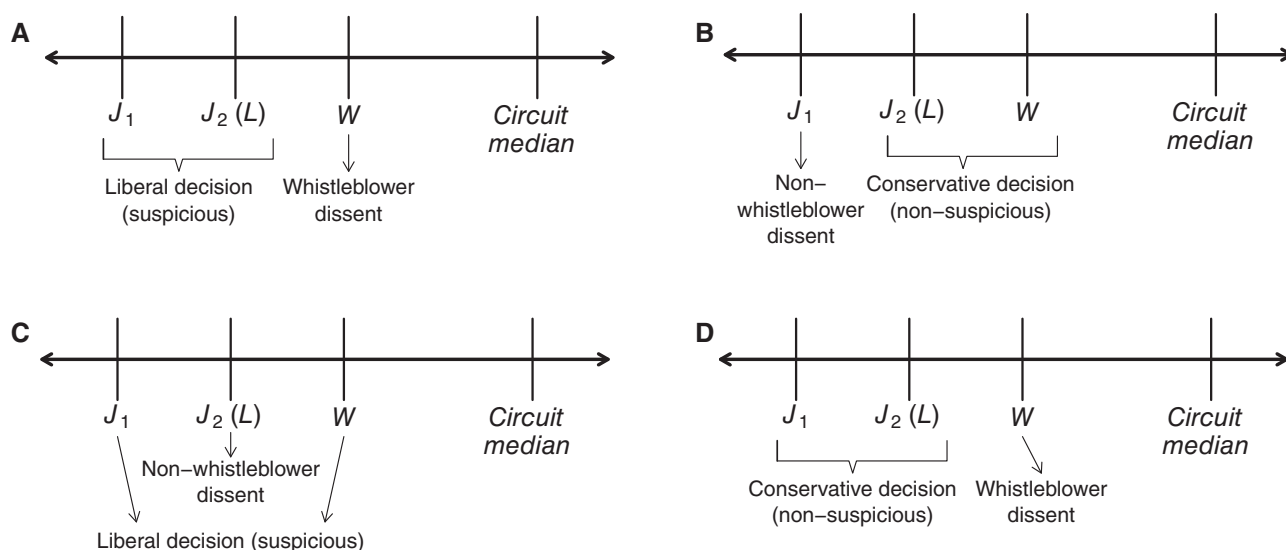 A
J1
J2 (L)
W
Circuit
median
Liberal decision
(suspicious)
Whistleblower
dissent
B
J1
J2 (L)
W
Circuit
median
Non−
whistleblower
dissent
Conservative decision
(non−suspicious)
C
J1
J2 (L)
W
Circuit
median
Non−whistleblower
dissent
Liberal decision (suspicious)
D
J1
J2 (L)
W
Circuit
median
Conservative decision
(non−suspicious)
Whistleblower
dissent